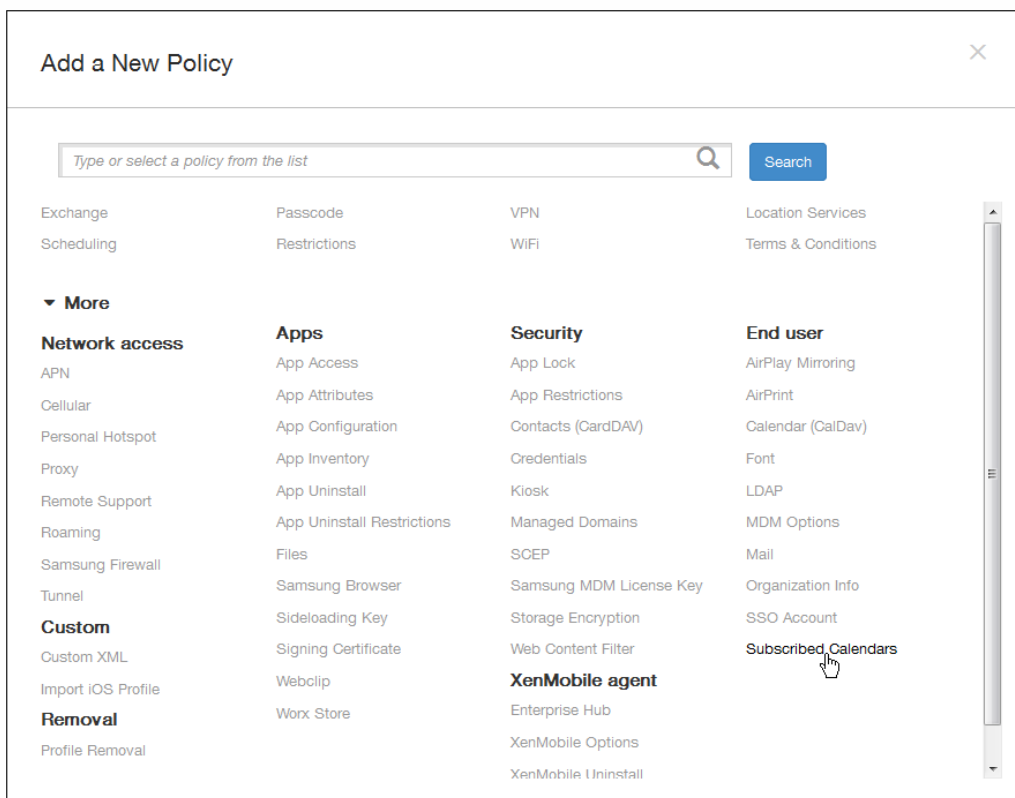 Add a New Policy
Type or select a policy from the list
Search
Exchange
Passcode
VPN
Location Services
Scheduling
Restrictions
WiFi
Terms & Conditions
More
Network access
APN
Cellular
Personal Hotspot
Proxy
Remote Support
Roaming
Samsung Firewall
Tunnel
Custom
Custom XML
Import iOS Profile
Removal
Profile Removal
Apps
App Access
App Attributes
App Configuration
App Inventory
App Uninstall
App Uninstall Restrictions
Files
Samsung Browser
Sideloading Key
Signing Certificate
Webclip
Worx Store
Security
App Lock
App Restrictions
Contacts (CardDAV)
Credentials
Kiosk
Managed Domains
SCEP
Samsung MDM License Key
Storage Encryption
Web Content Filter
XenMobile agent
Enterprise Hub
XenMobile Options
XenMobile Uninstall
End user
AirPlay Mirroring
AirPrint
Calendar (CalDav)
Font
LDAP
MDM Options
Mail
Organization Info
SSO Account
Subscribed Calendars